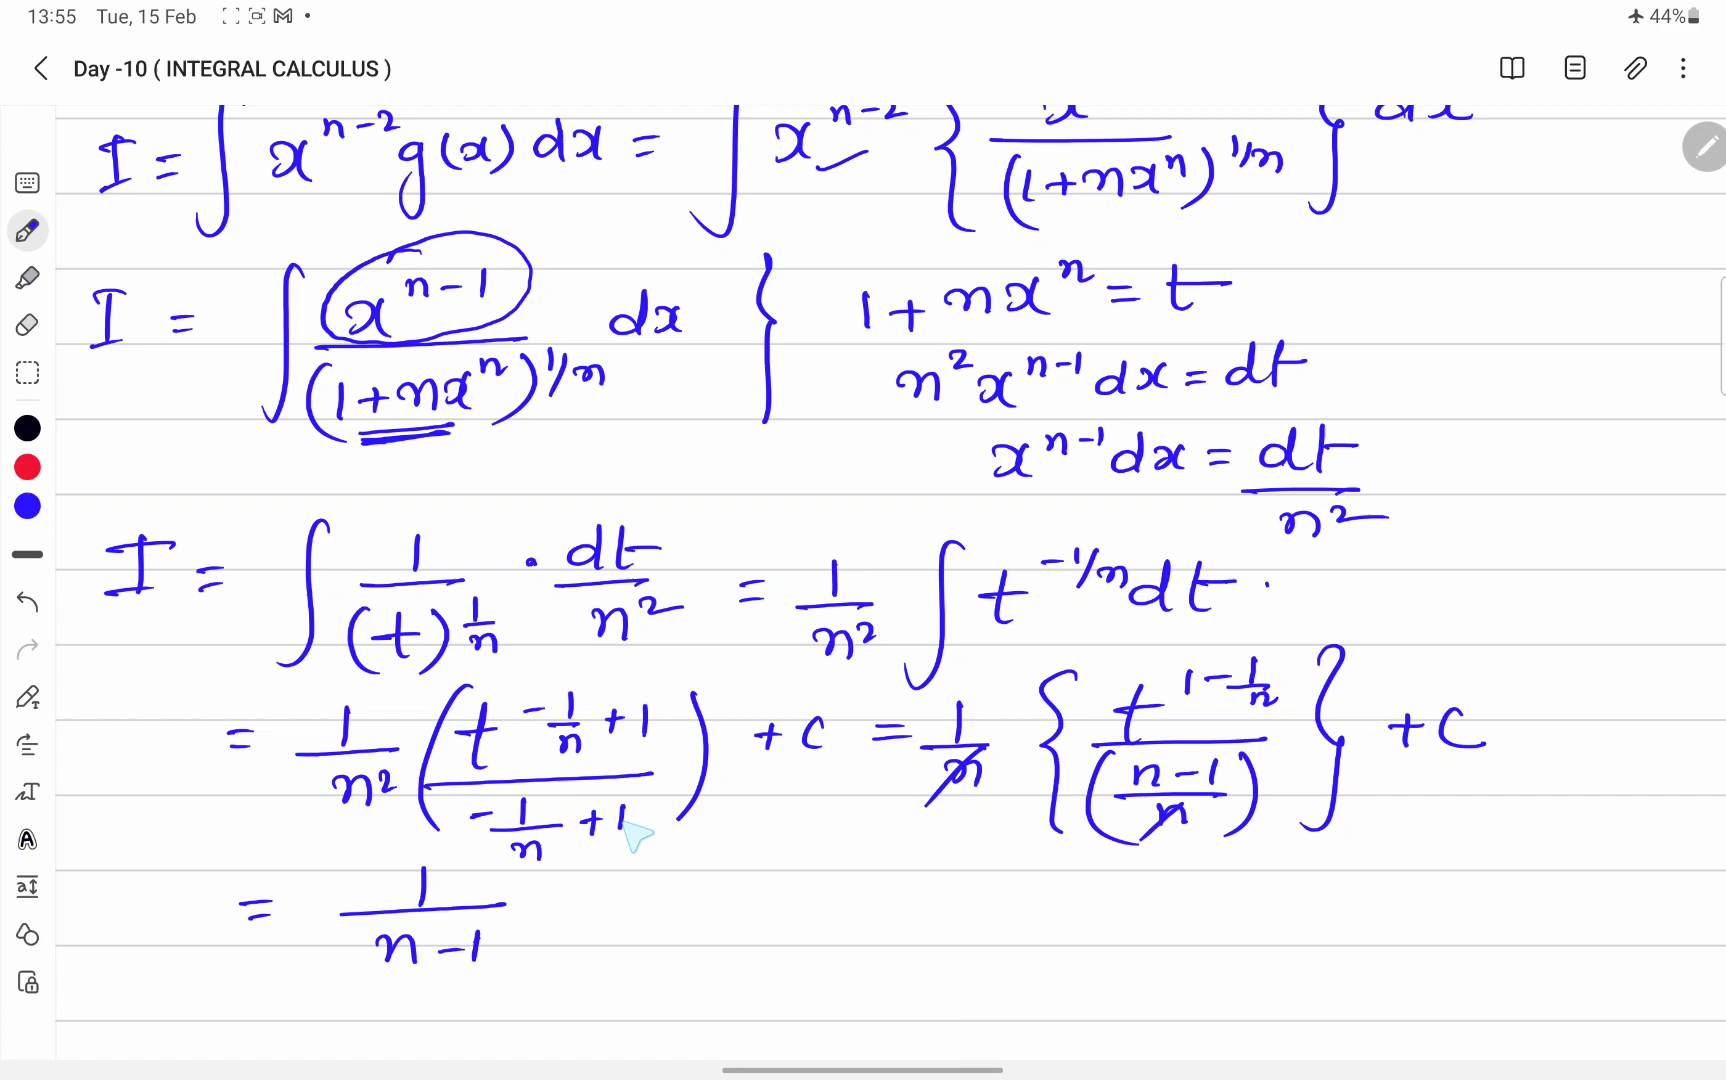 13:55 Tue, 15 Feb 44%
Day -10 ( INTEGRAL CALCULUS )
I = ∫ x^{n-2} g(x) dx = ∫ x^{n-2} { x / (1+nx^n)^{1/n} } dx
I = ∫ x^{n-1} / (1+nx^n)^{1/n} dx } 1 + nx^n = t
n^2 x^{n-1} dx = dt
x^{n-1} dx = dt / n^2
I = ∫ 1 / (t)^{1/n} · dt / n^2 = 1 / n^2 ∫ t^{-1/n} dt .
= 1 / n^2 ( t^{-1/n + 1} / (-1/n + 1) ) + c = 1 / n { t^{1 - 1/n} / ( (n-1) / n ) } + C
= 1 / (n-1)